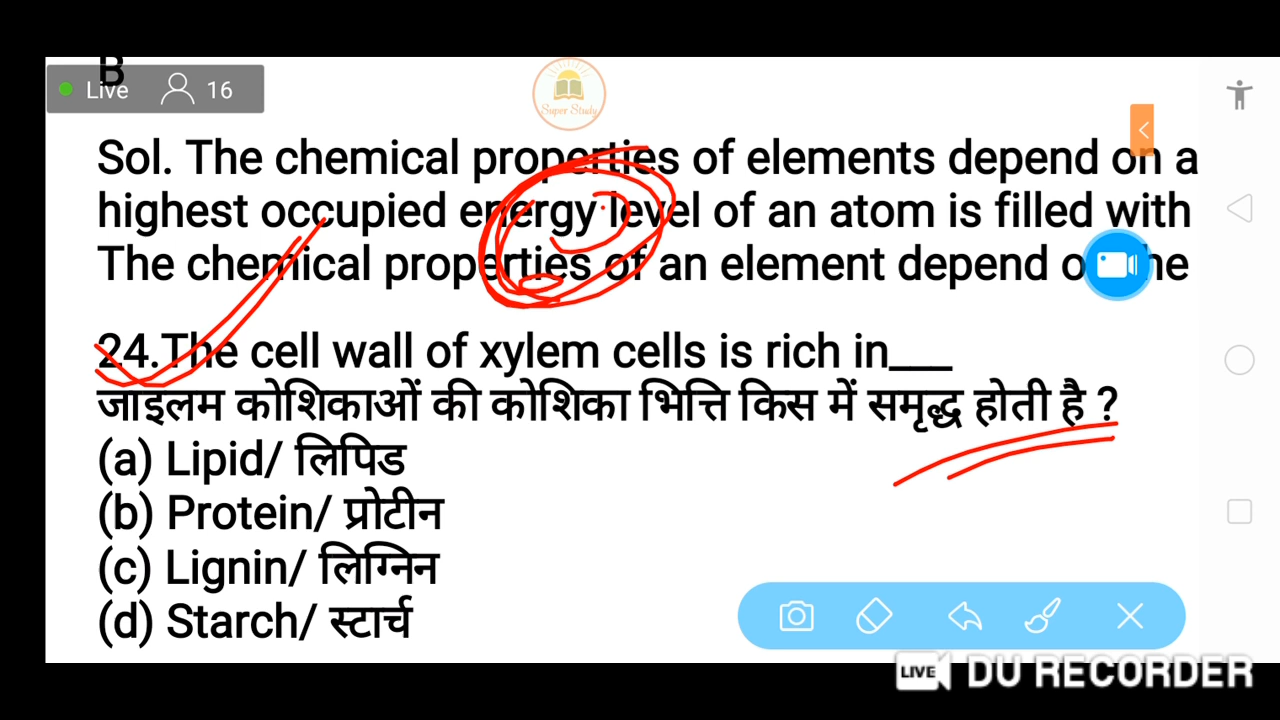 B
Live 16
Super Study
Sol. The chemical properties of elements depend on a
highest occupied energy level of an atom is filled with
The chemical properties of an element depend o he
24.The cell wall of xylem cells is rich in___
जाइलम कोशिकाओं की कोशिका भित्ति किस में समृद्ध होती है ?
(a) Lipid/ लिपिड
(b) Protein/ प्रोटीन
(c) Lignin/ लिग्निन
(d) Starch/ स्टार्च
LIVE DU RECORDER